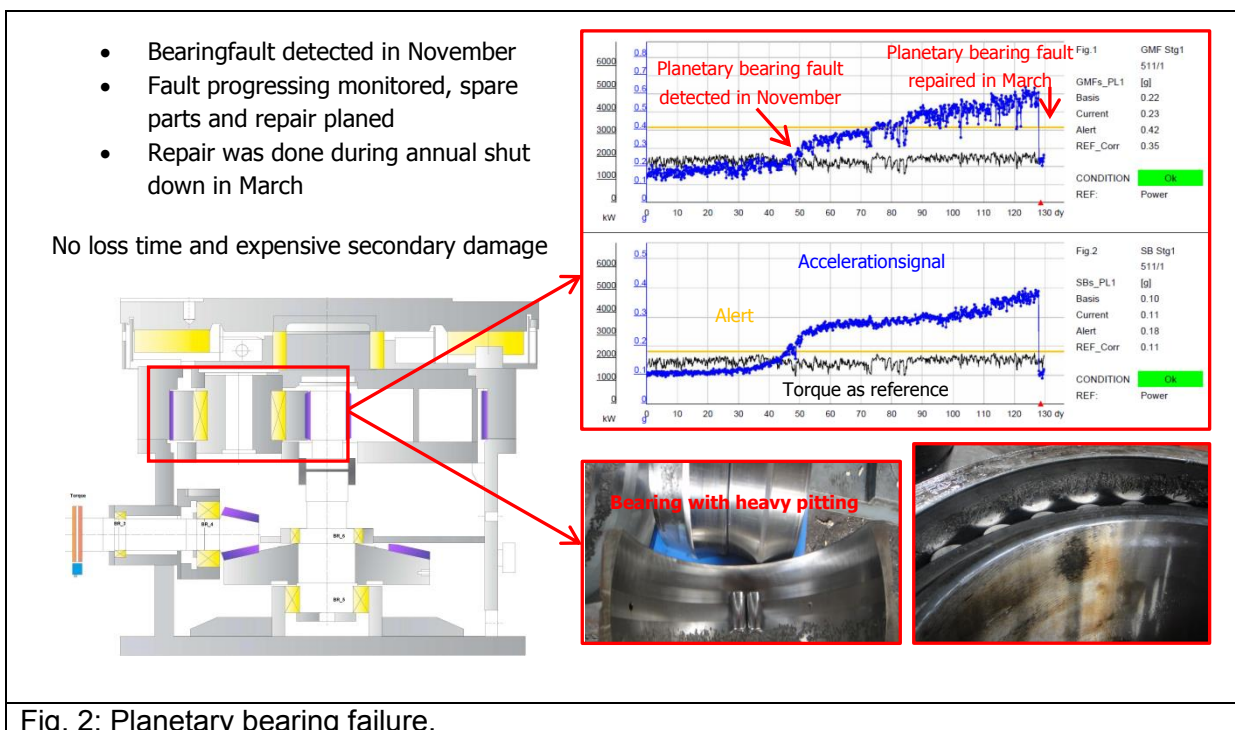 • Bearingfault detected in November
• Fault progressing monitored, spare
parts and repair planed
• Repair was done during annual shut
down in March
No loss time and expensive secondary damage
Planetary bearing fault
detected in November
Planetary bearing fault
repaired in March
0.8
6000
0.7
0.6
5000
0.5
4000
0.4
3000
0.3
2000
0.2
1000
0.1
0
0
kW
g
10 20 30 40 50 60 70 80 90 100 110 120 130 dy
Fig.1 GMF Stg1
511/1
GMFs_PL1 [g]
Basis 0.22
Current 0.23
Alert 0.42
REF_Corr 0.35
CONDITION Ok
REF: Power
Accelerationsignal
Alert
Torque as reference
0.5
6000
5000
0.4
4000
0.3
3000
0.2
2000
0.1
1000
0
0
kW
g
0 10 20 30 40 50 60 70 80 90 100 110 120 130 dy
Fig.2 SB Stg1
511/1
SBs_PL1 [g]
Basis 0.10
Current 0.11
Alert 0.18
REF_Corr 0.11
CONDITION Ok
REF: Power
Torque
BR_2
BR_4
BR_6
BR_5
Bearing with heavy pitting
Fig. 2: Planetary bearing failure.